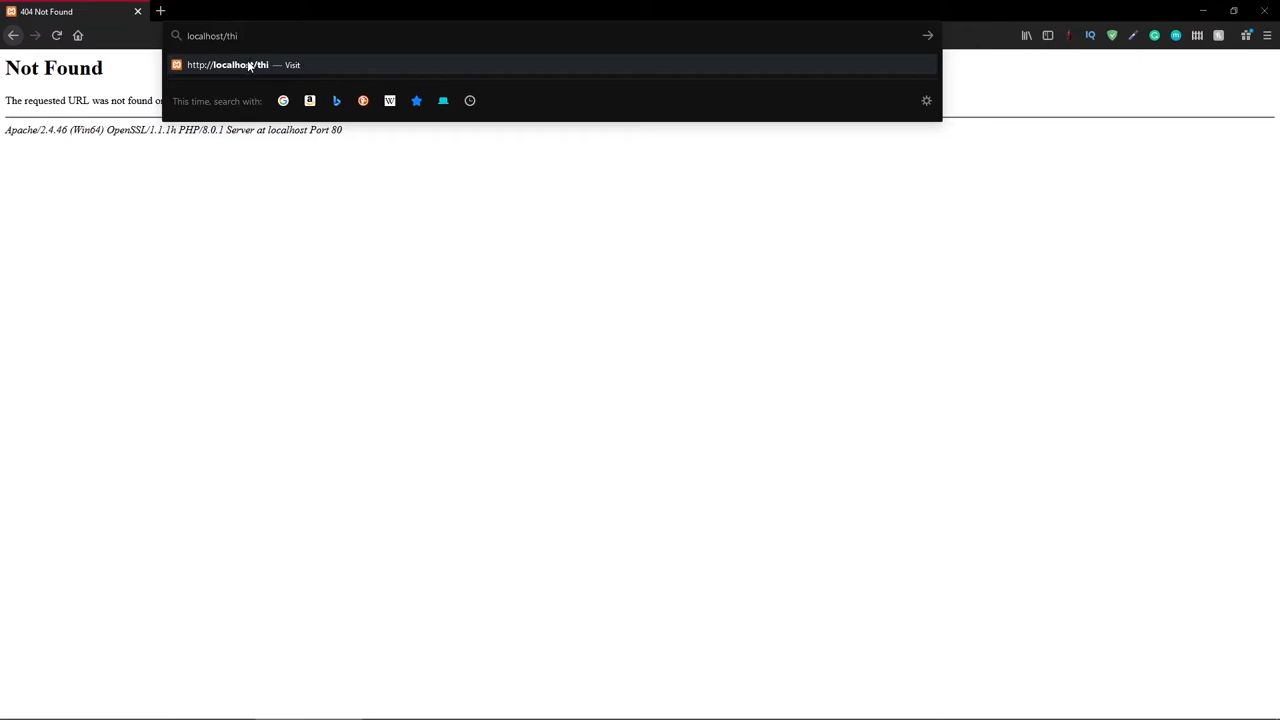 404 Not Found
localhost/thi
http://localhost/thi — Visit
Not Found
This time, search with:
The requested URL was not found o
Apache/2.4.46 (Win64) OpenSSL/1.1.1h PHP/8.0.1 Server at localhost Port 80